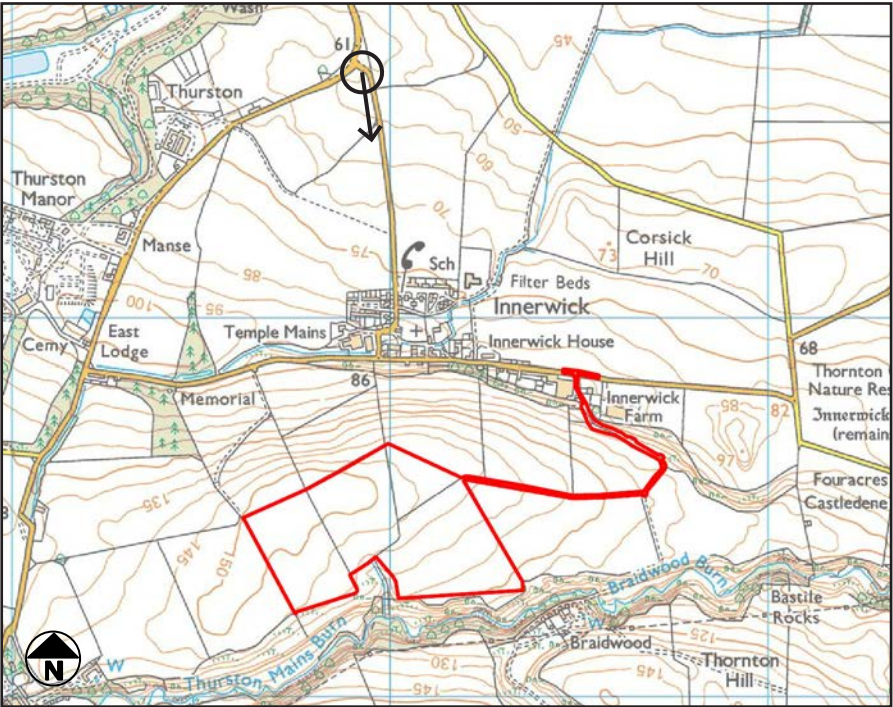 Wash
61
45
Thurston
50
60
Thurston
Manor
70
Corsick
Hill
73
Manse
75
Sch
70
85
Filter Beds
Innerwick
100
95
Temple Mains
Innerwick House
Cemy
East
Lodge
68
86
Thornton
Nature Res
Memorial
Innerwick
Farm
85
82
Innerwick
(remain
97
135
Fouracres
Castledene
145
150
Braidwood Burn
Bastile
Rocks
W
Braidwood
125
Thurston Mains Burn
N
W
130
145
145
Thornton
Hill